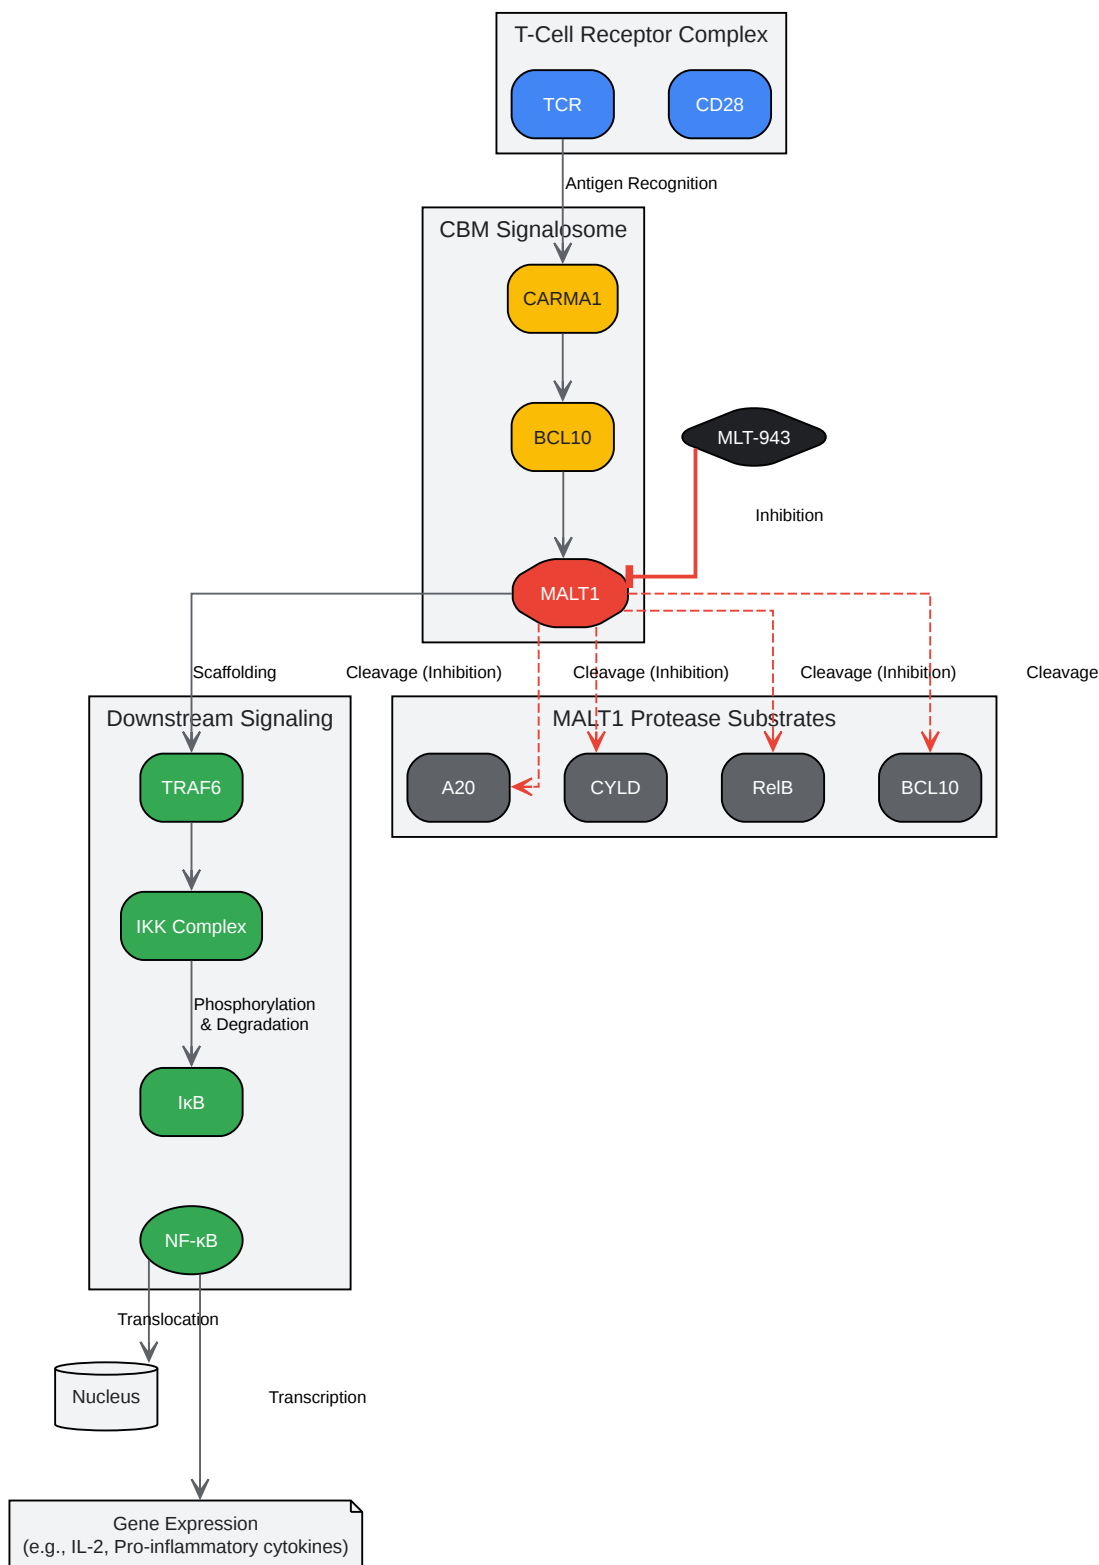 T-Cell Receptor Complex
TCR
CD28
Antigen Recognition
CBM Signalosome
CARMA1
BCL10
MLT-943
Inhibition
MALT1
Scaffolding
Cleavage (Inhibition)
Cleavage (Inhibition)
Cleavage (Inhibition)
Cleavage
Downstream Signaling
MALT1 Protease Substrates
TRAF6
A20
CYLD
RelB
BCL10
IKK Complex
Phosphorylation
& Degradation
IκB
NF-κB
Translocation
Nucleus
Transcription
Gene Expression
(e.g., IL-2, Pro-inflammatory cytokines)